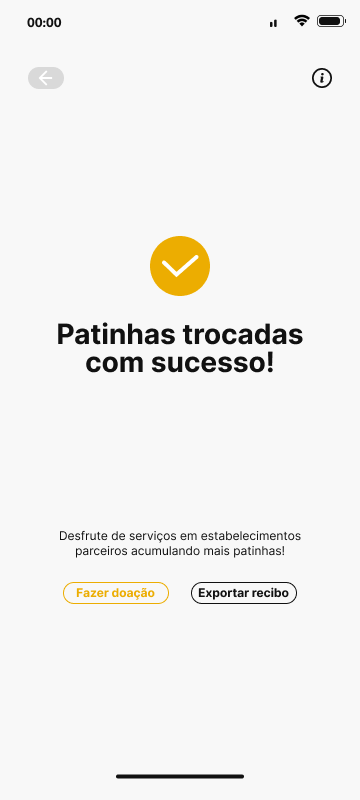 00:00
Patinhas trocadas
com sucesso!
Desfrute de serviços em estabelecimentos
parceiros acumulando mais patinhas!
Fazer doação
Exportar recibo